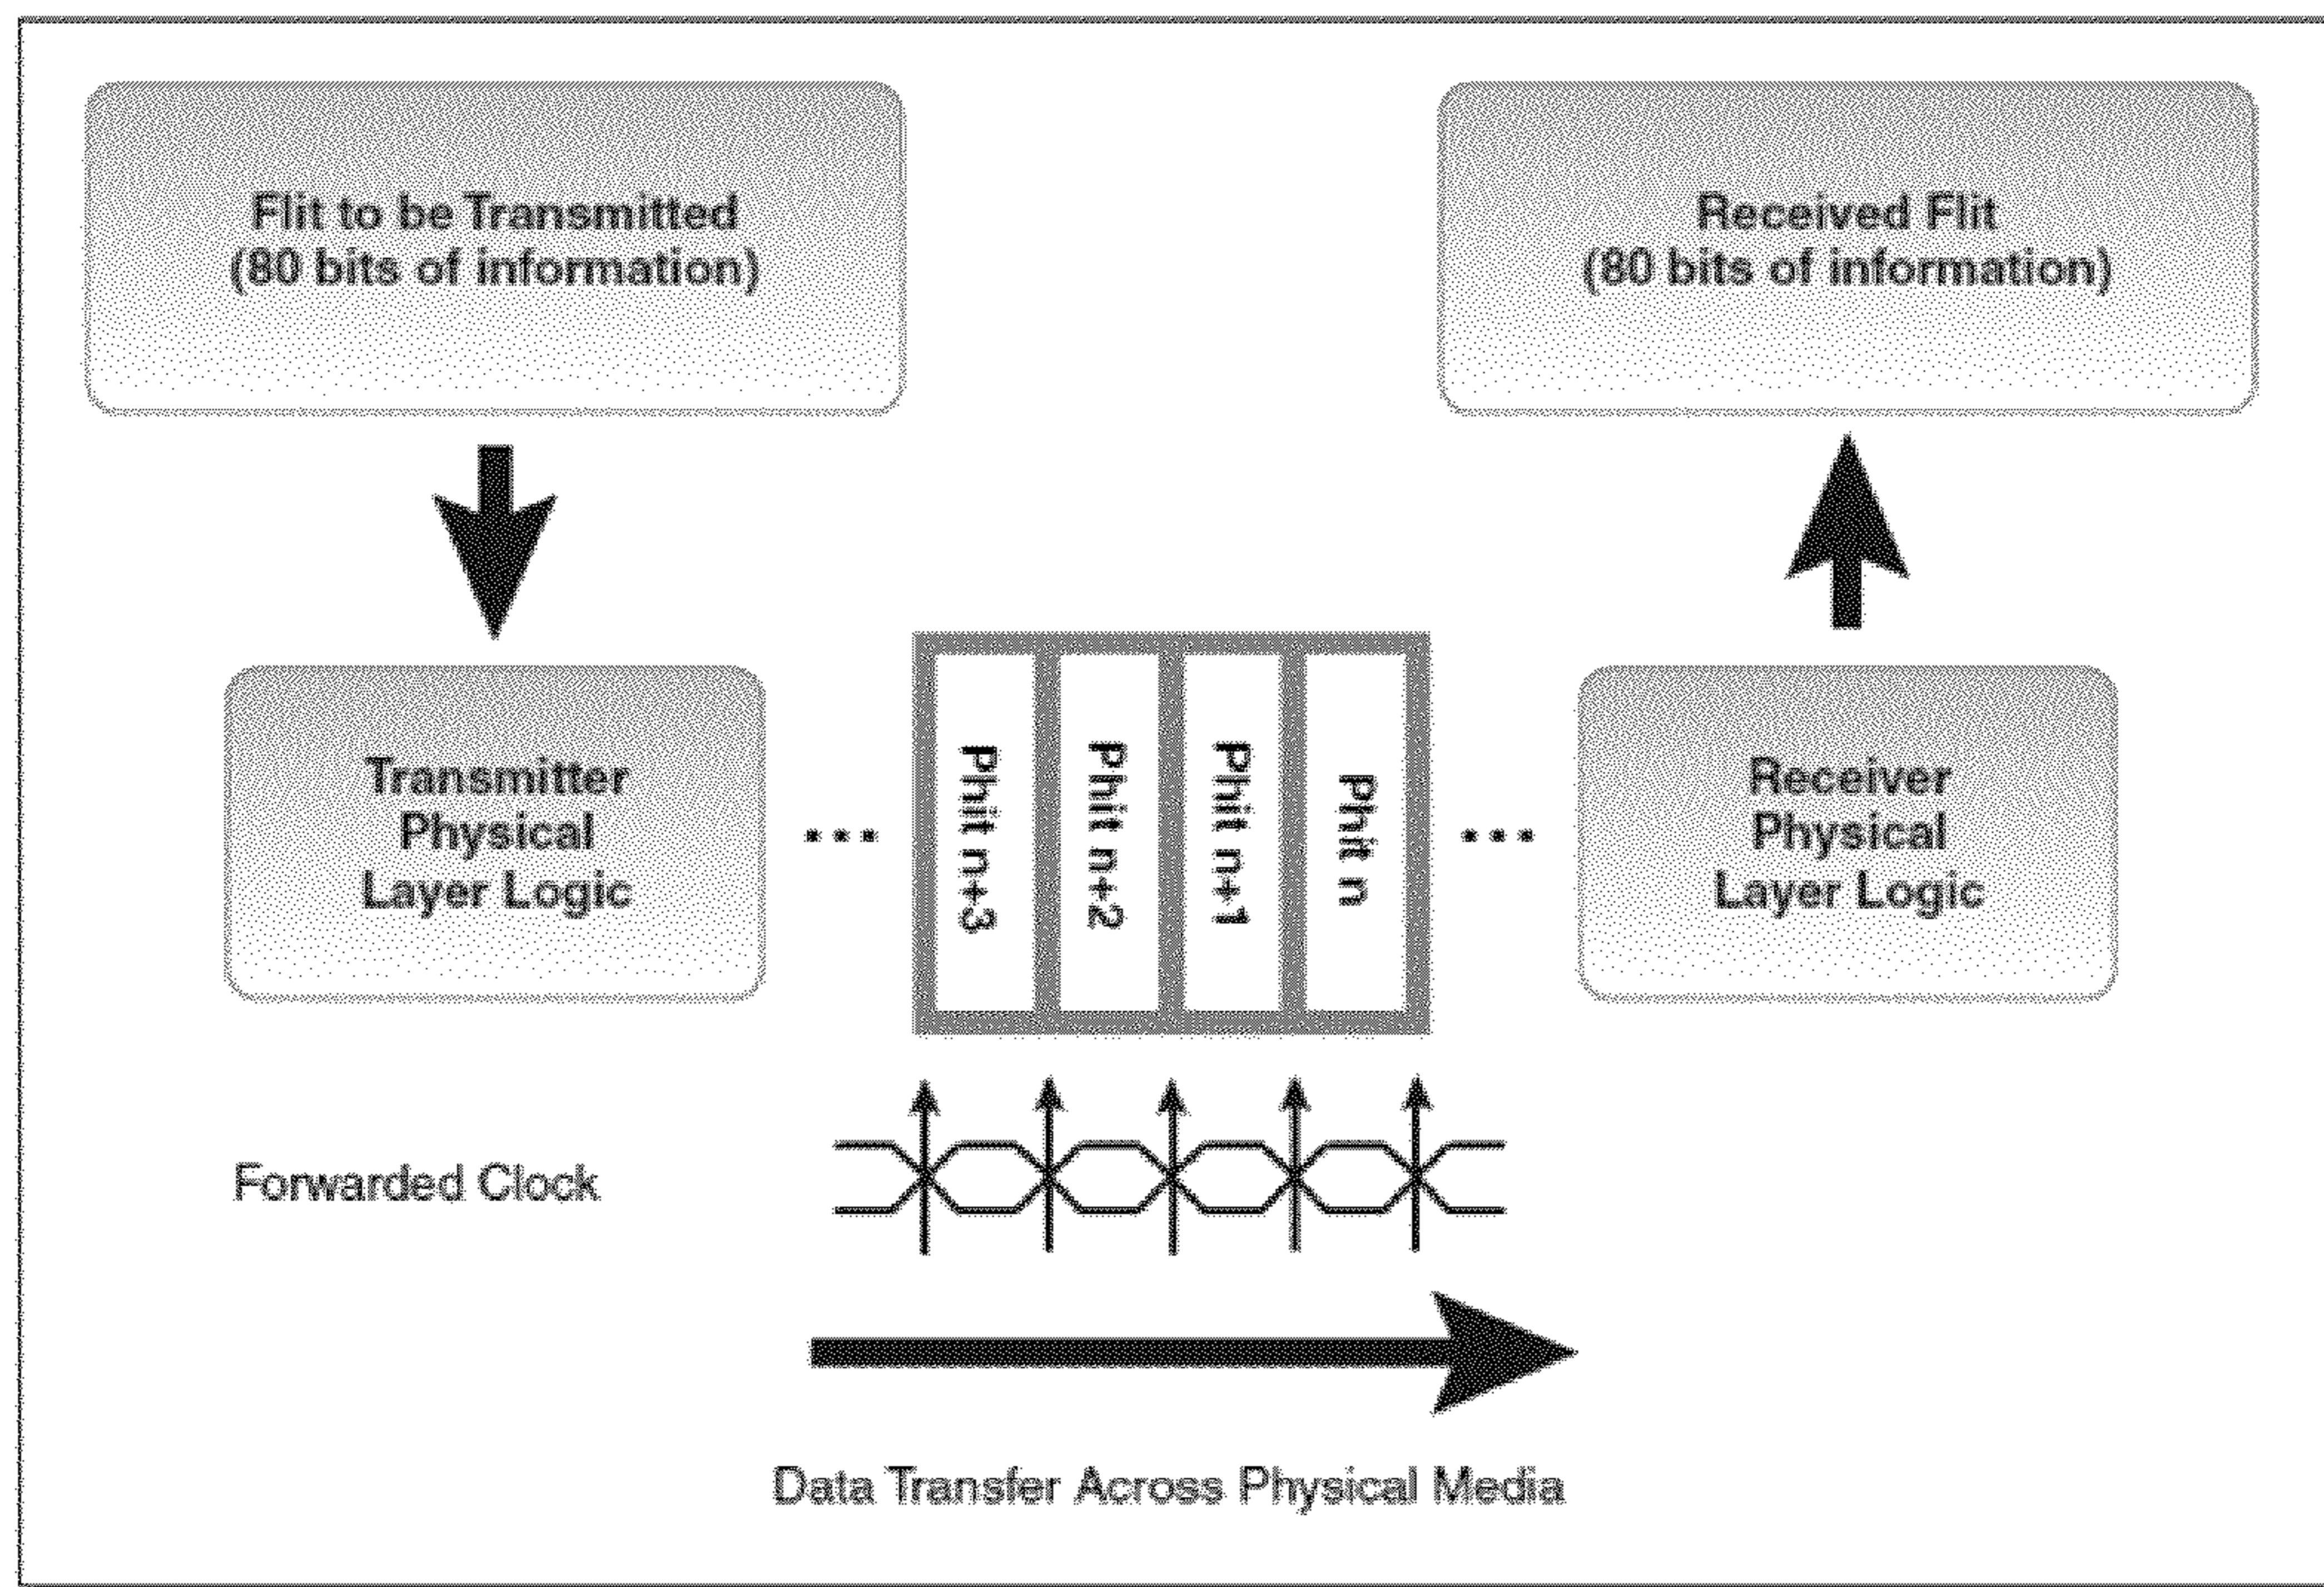 Flit to be Transmitted
(80 bits of information)
Received Flit
(80 bits of information)
Transmitter
Physical
Layer Logic
...
Phit n+3
Phit n+2
Phit n+1
Phit n
...
Receiver
Physical
Layer Logic
Forwarded Clock
Data Transfer Across Physical Media